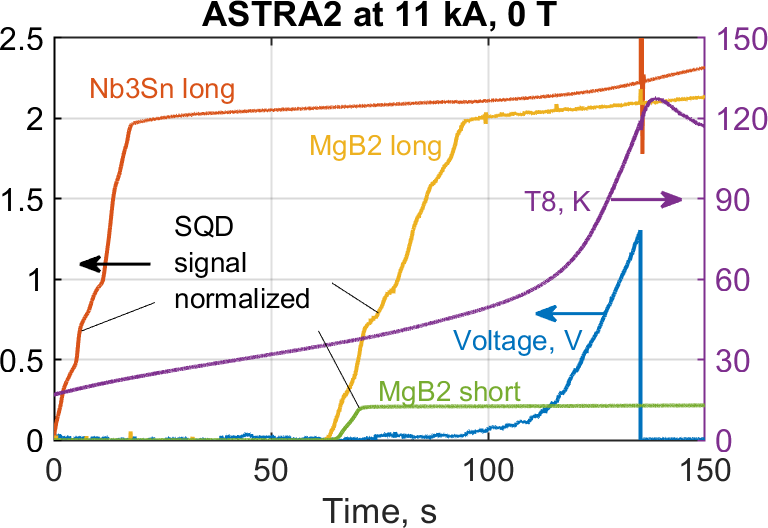 ASTRA2 at 11 kA, 0 T
2.5
2
1.5
1
0.5
0
150
120
90
60
30
0
Nb3Sn long
MgB2 long
T8, K
SQD
signal
normalized
Voltage, V
MgB2 short
0
50
100
150
Time, s